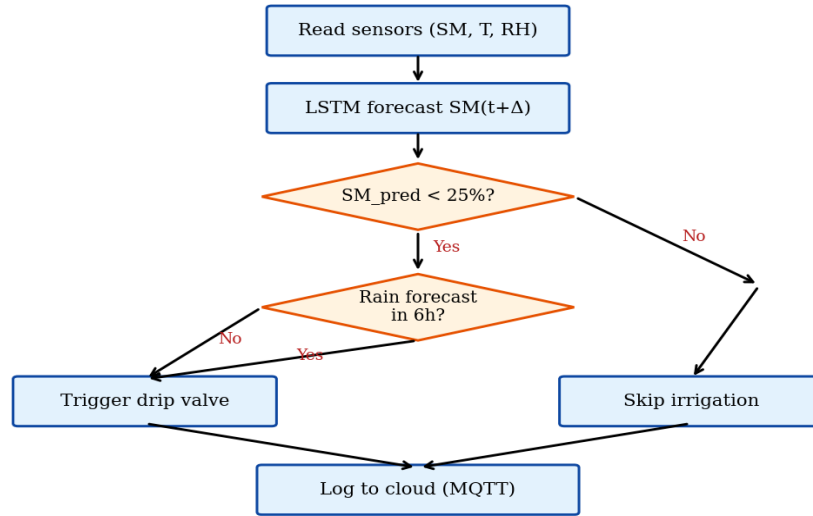 Read sensors (SM, T, RH)
LSTM forecast SM(t+Δ)
SM_pred < 25%?
No
Yes
Rain forecast
in 6h?
No
Yes
Trigger drip valve
Skip irrigation
Log to cloud (MQTT)